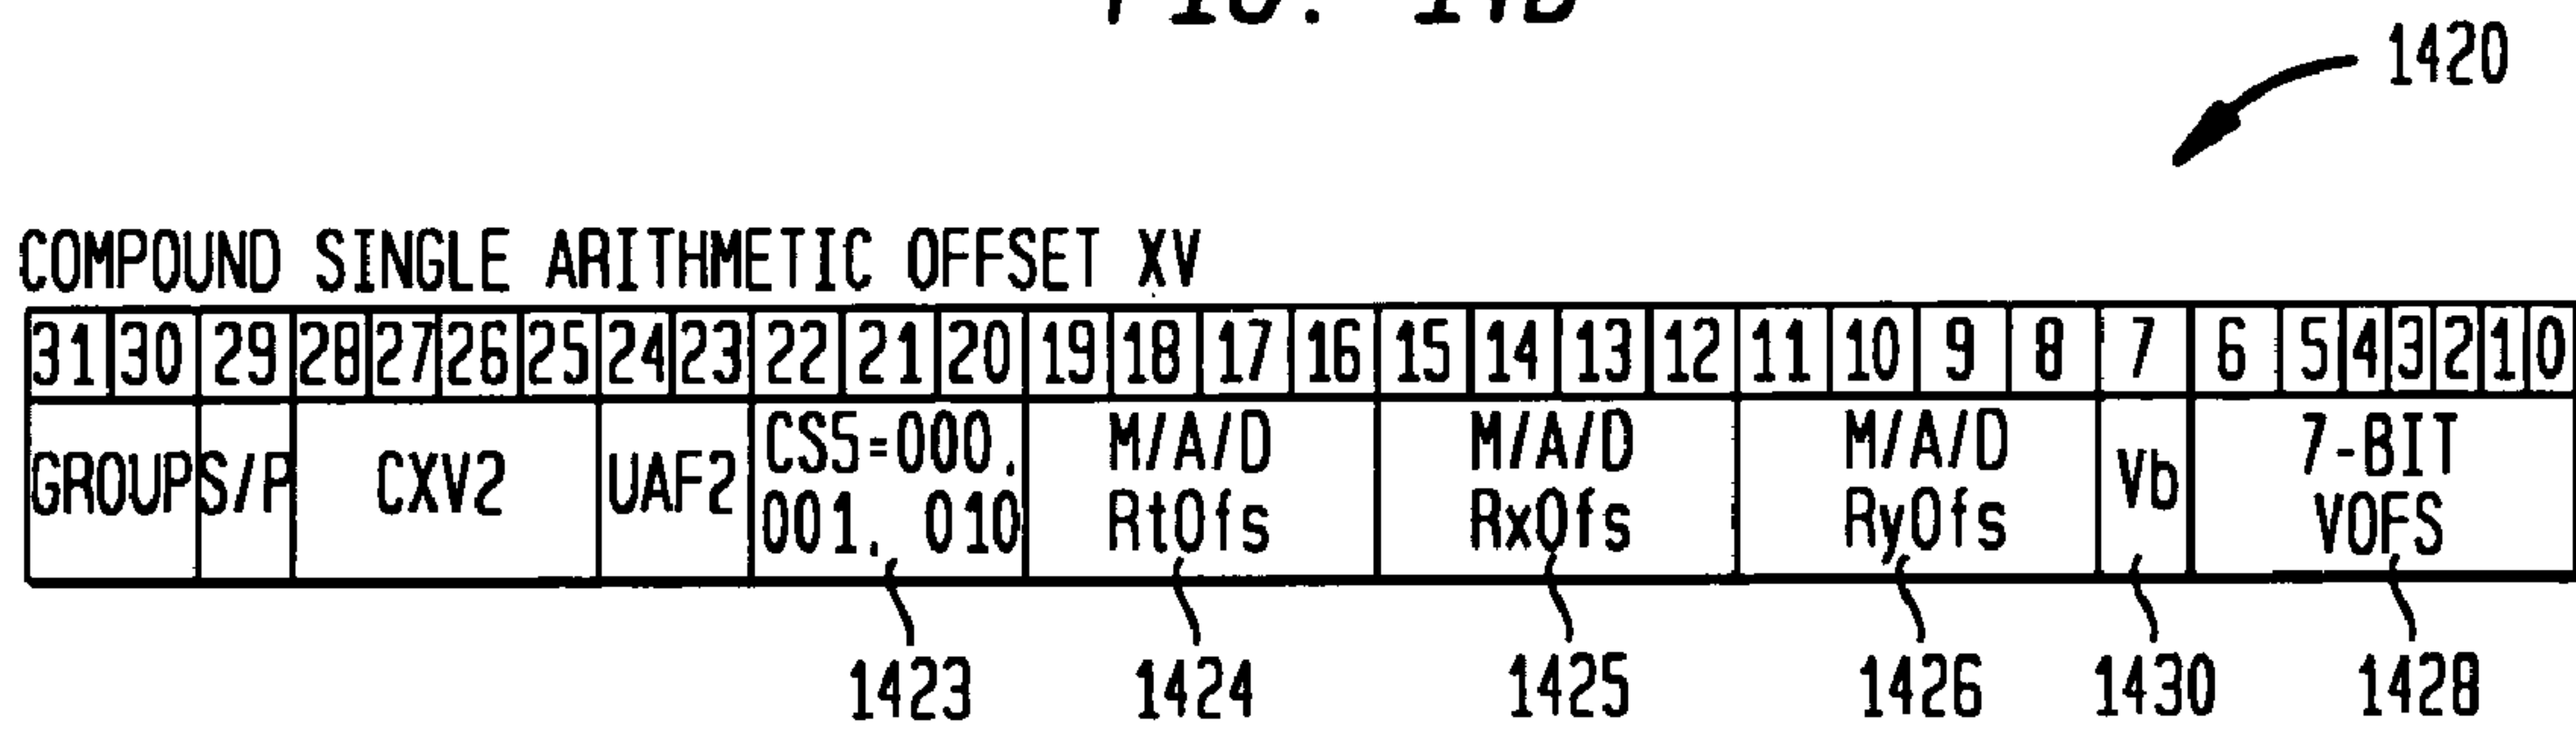 1420
COMPOUND SINGLE ARITHMETIC OFFSET XV
31 30 29 28 27 26 25 24 23 22 21 20 19 18 17 16 15 14 13 12 11 10 9 8 7 6 5 4 3 2 1 0
GROUP S/P CXV2 UAF2 CS5=000, 001, 010 M/A/D RtOfs M/A/D RxOfs M/A/D RyOfs Vb 7-BIT VOFS
1423 1424 1425 1426 1430 1428